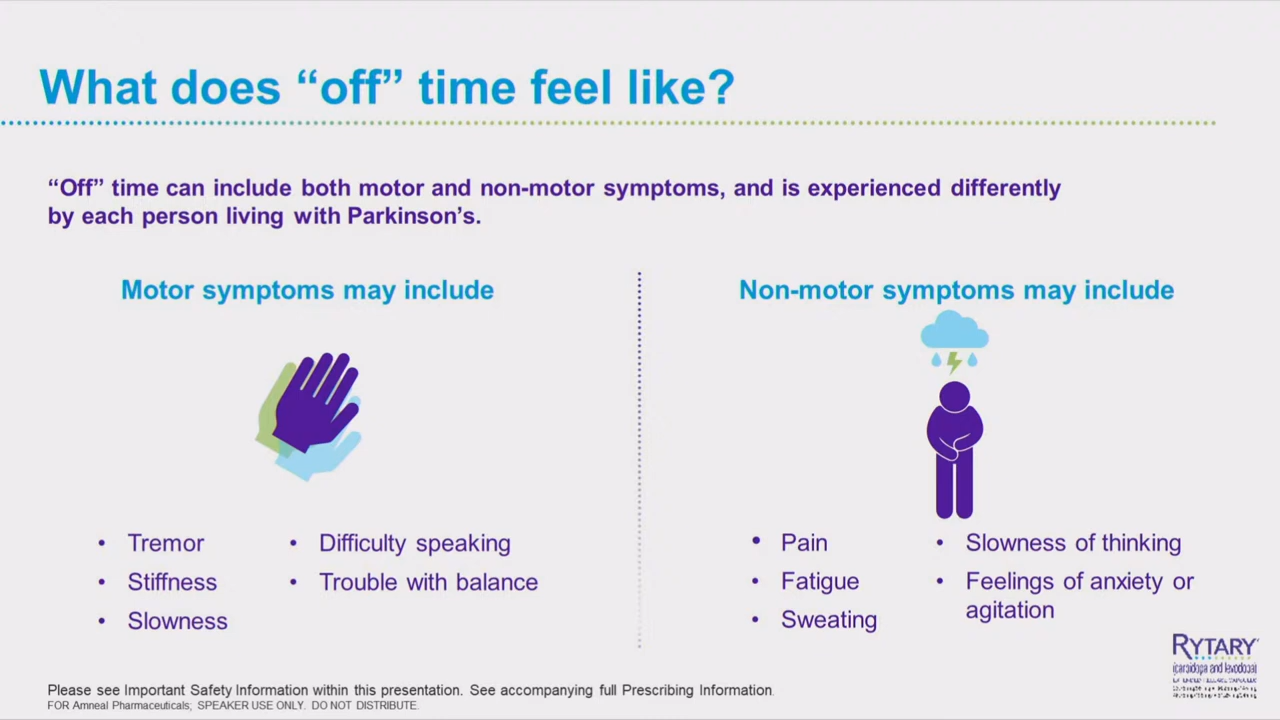 What does “off” time feel like?
“Off” time can include both motor and non-motor symptoms, and is experienced differently
by each person living with Parkinson’s.
Motor symptoms may include
• Tremor
• Stiffness
• Slowness
• Difficulty speaking
• Trouble with balance
Non-motor symptoms may include
• Pain
• Fatigue
• Sweating
• Slowness of thinking
• Feelings of anxiety or
agitation
RYTARY
(carbidopa and levodopa)
Please see Important Safety Information within this presentation. See accompanying full Prescribing Information.
FOR Amneal Pharmaceuticals; SPEAKER USE ONLY. DO NOT DISTRIBUTE.